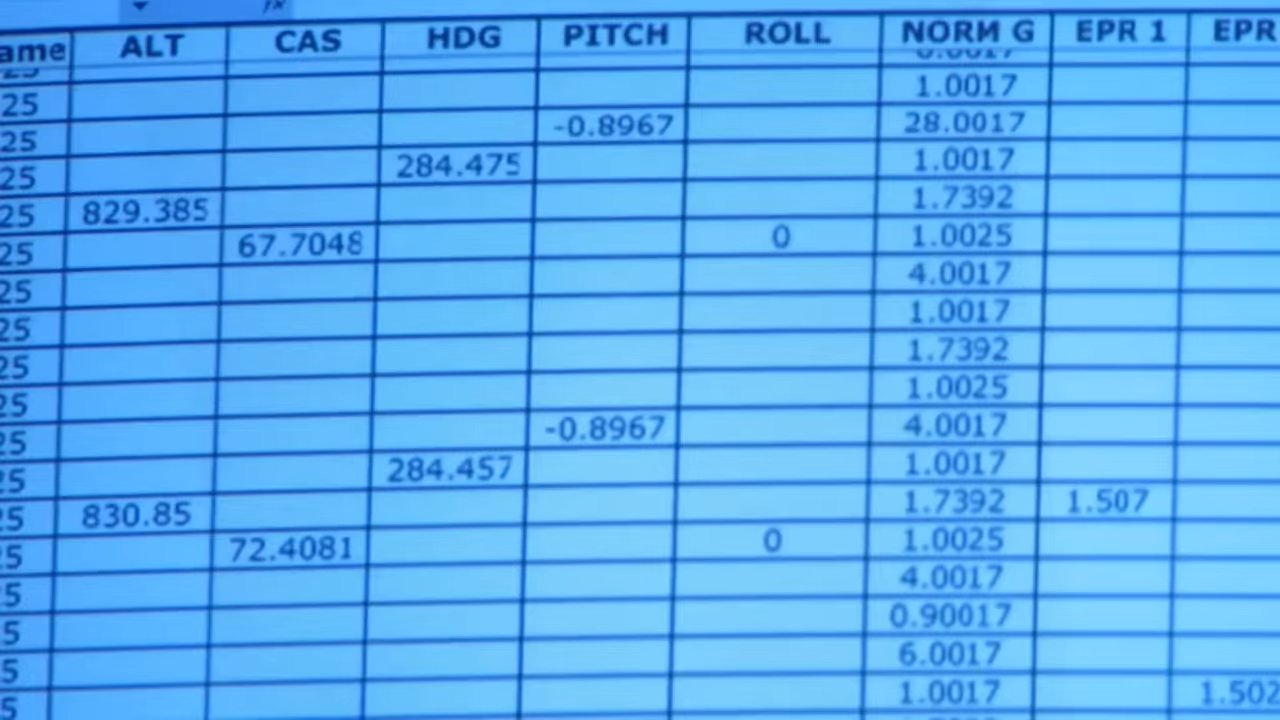 ame ALT CAS HDG PITCH ROLL NORM G EPR 1 EPR
25 1.0017
25 -0.8967 28.0017
25 284.475 1.0017
25 829.385 1.7392
25 67.7048 0 1.0025
25 4.0017
25 1.0017
25 1.7392
25 1.0025
25 -0.8967 4.0017
25 284.457 1.0017
25 830.85 1.7392 1.507
5 72.4081 0 1.0025
5 4.0017
5 0.90017
5 6.0017
5 1.0017 1.502